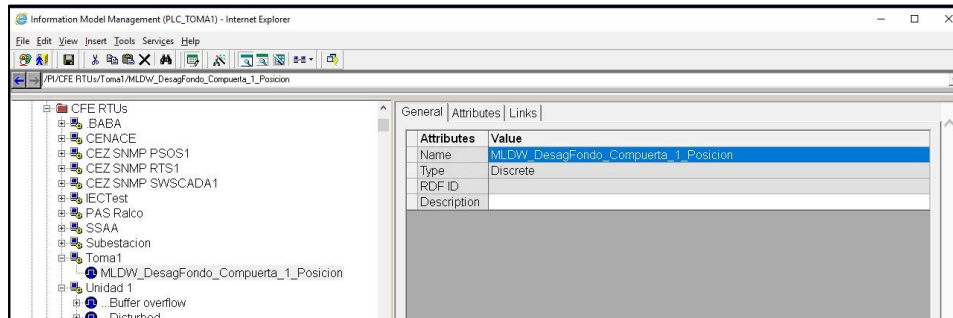 Information Model Management (PLC_TOMA1) - Internet Explorer
File Edit View Insert Tools Services Help
/PI/CFE RTUs/Toma1/MLDW_DesagFondo_Compuerta_1_Posicion
CFE RTUs
.BABA
CENACE
CEZ SNMP PSOS1
CEZ SNMP RTS1
CEZ SNMP SWSCADA1
IECTest
PAS Ralco
SSAA
Subestacion
Toma1
MLDW_DesagFondo_Compuerta_1_Posicion
Unidad 1
...Buffer overflow
...Disturbed
General Attributes Links
Attributes Value
Name MLDW_DesagFondo_Compuerta_1_Posicion
Type Discrete
RDF ID
Description